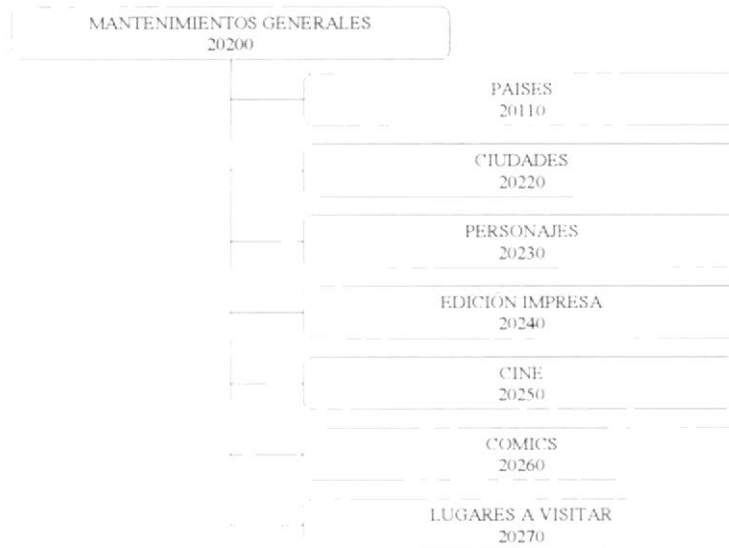 MANTENIMIENTOS GENERALES
20200
PAISES
20110
CIUDADES
20220
PERSONAJES
20230
EDICIÓN IMPRESA
20240
CINE
20250
COMICS
20260
LUGARES A VISITAR
20270